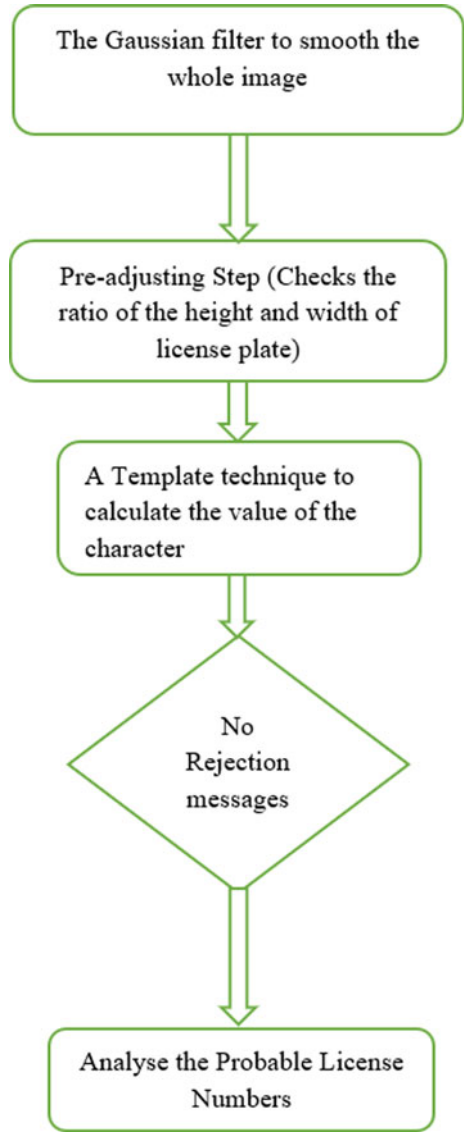 The Gaussian filter to smooth the
whole image
Pre-adjusting Step (Checks the
ratio of the height and width of
license plate)
A Template technique to
calculate the value of the
character
No
Rejection
messages
Analyse the Probable License
Numbers